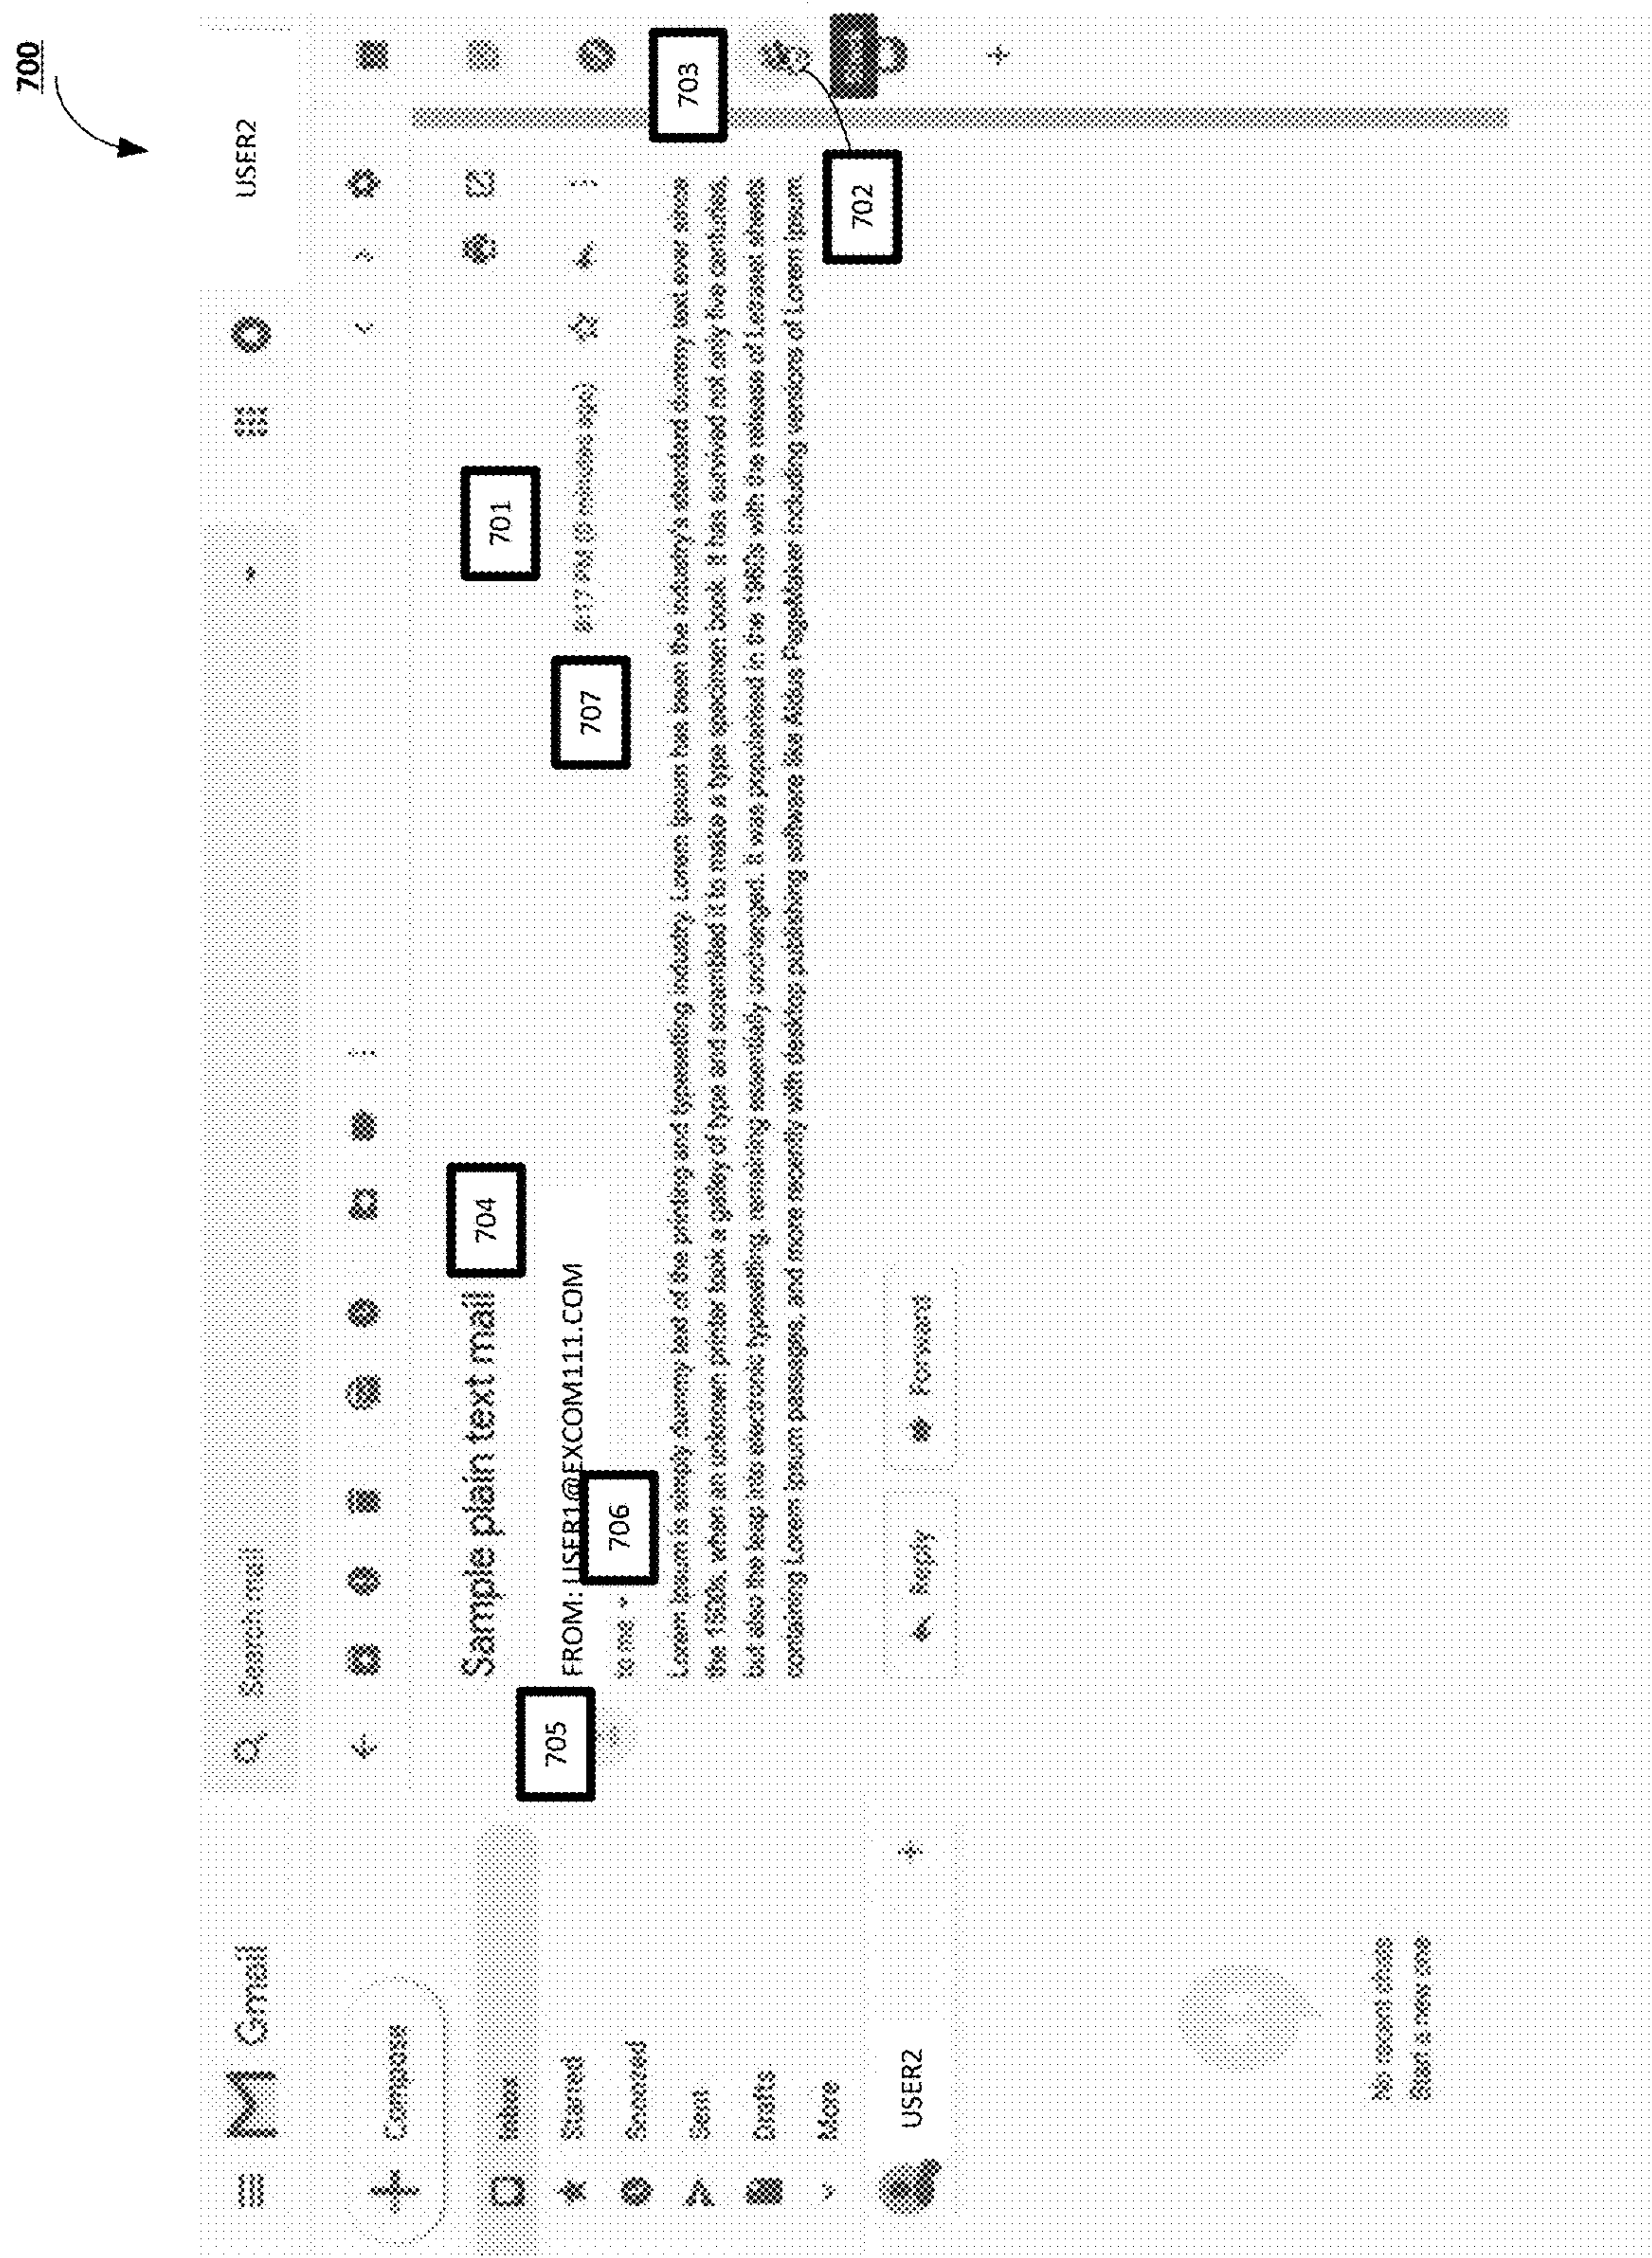 700
Gmail
Search mail
USER2
Compose
Inbox
Starred
Snoozed
Sent
Drafts
More
USER2
No recent chats
Start a new one
Sample plain text mail
704
701
705
FROM: USER1@EXCOM111.COM
707
8:17 PM (0 minutes ago)
to me
706
703
Lorem Ipsum is simply dummy text of the printing and typesetting industry. Lorem Ipsum has been the industry's standard dummy text ever since
the 1500s, when an unknown printer took a galley of type and scrambled it to make a type specimen book. It has survived not only five centuries,
but also the leap into electronic typesetting, remaining essentially unchanged. It was popularised in the 1960s with the release of Letraset sheets
containing Lorem Ipsum passages, and more recently with desktop publishing software like Aldus PageMaker including versions of Lorem Ipsum.
702
Reply
Forward